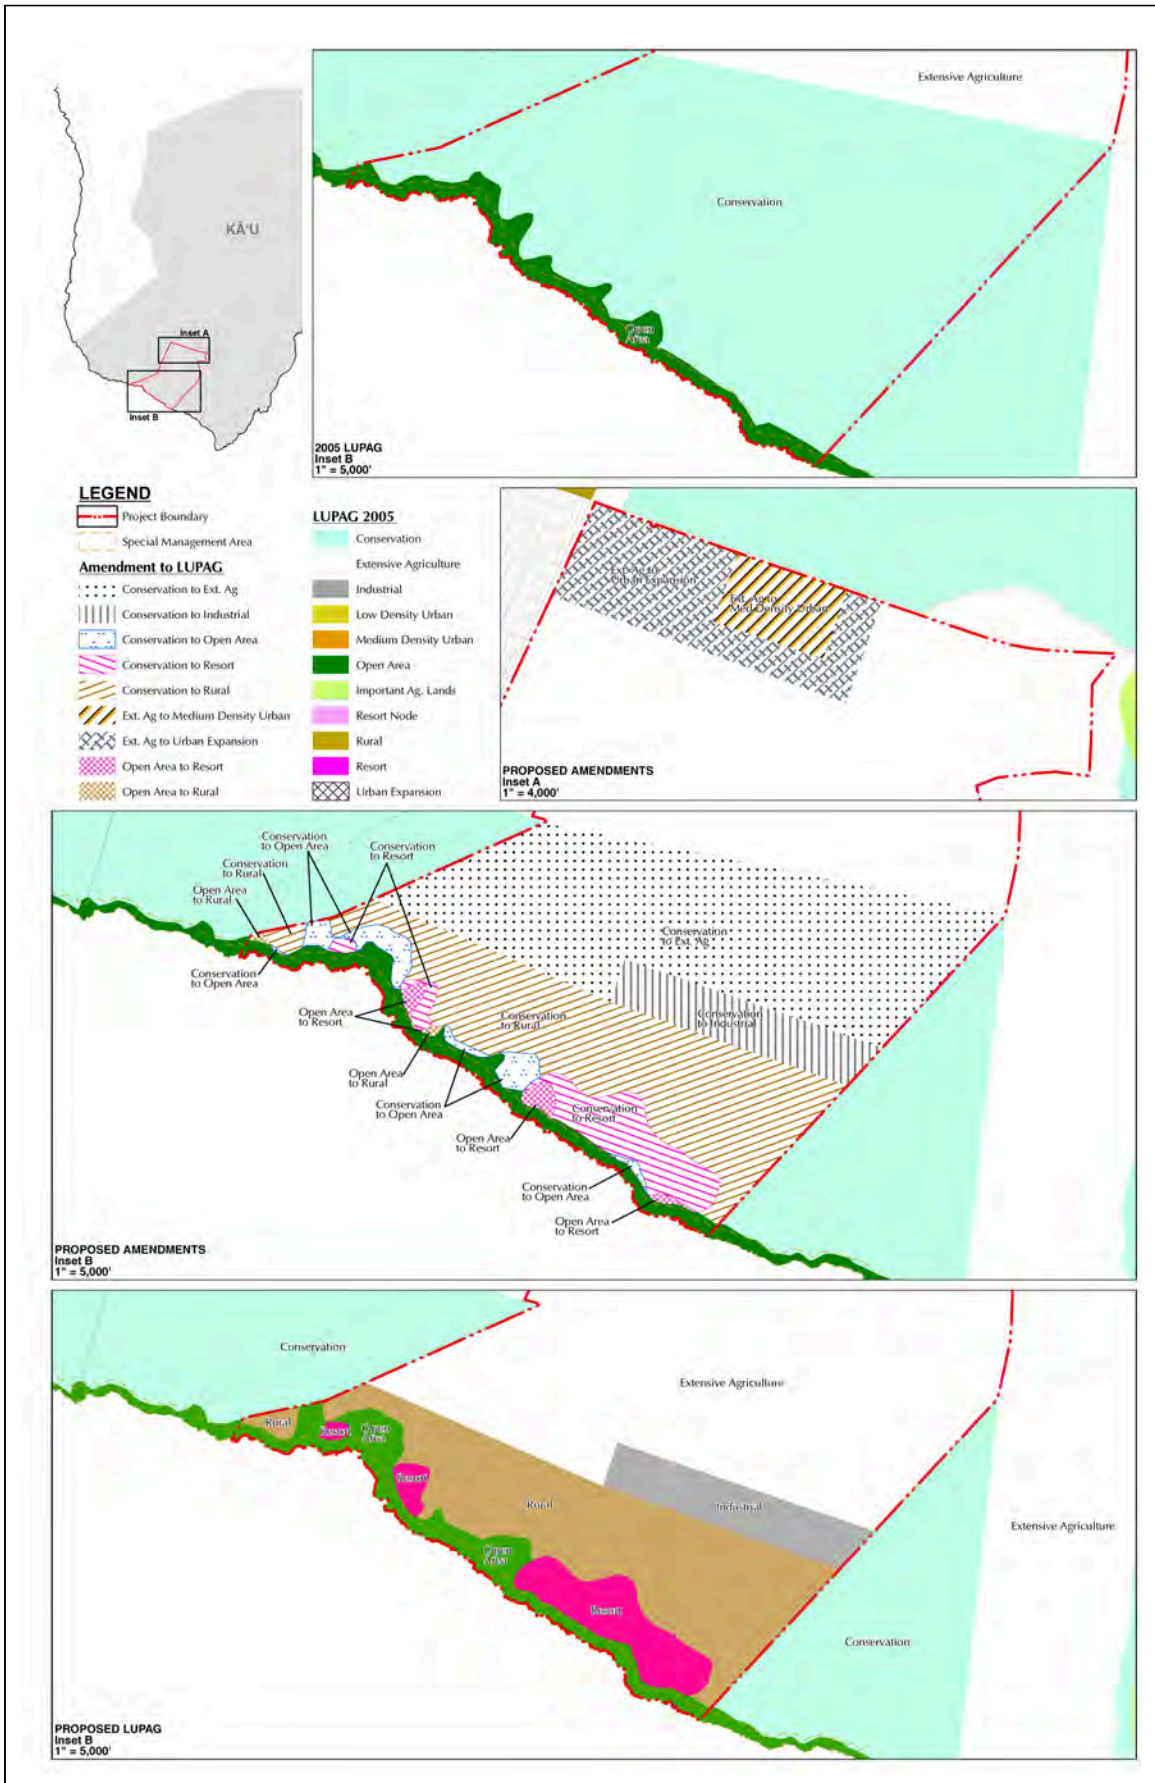 KĀ‘U
Inset A
Inset B
Extensive Agriculture
Conservation
Open
Area
2005 LUPAG
Inset B
1" = 5,000'
LEGEND
Project Boundary
Special Management Area
Amendment to LUPAG
Conservation to Ext. Ag
Conservation to Industrial
Conservation to Open Area
Conservation to Resort
Conservation to Rural
Ext. Ag to Medium Density Urban
Ext. Ag to Urban Expansion
Open Area to Resort
Open Area to Rural
LUPAG 2005
Conservation
Extensive Agriculture
Industrial
Low Density Urban
Medium Density Urban
Open Area
Important Ag. Lands
Resort Node
Rural
Resort
Urban Expansion
Ext. Ag to
Urban Expansion
Ext. Ag to
Med Density Urban
PROPOSED AMENDMENTS
Inset A
1" = 4,000'
Conservation
to Open Area
Conservation
to Resort
Conservation
to Rural
Open Area
to Rural
Conservation
to Open Area
Conservation
to Ext. Ag
Open Area
to Resort
Conservation
to Rural
Conservation
to Industrial
Open Area
to Rural
Conservation
to Open Area
Conservation
to Resort
Open Area
to Resort
Conservation
to Open Area
Open Area
to Resort
PROPOSED AMENDMENTS
Inset B
1" = 5,000'
Conservation
Extensive Agriculture
Rural
Resort
Open
Area
Resort
Rural
Industrial
Extensive Agriculture
Open
Area
Resort
Conservation
PROPOSED LUPAG
Inset B
1" = 5,000'